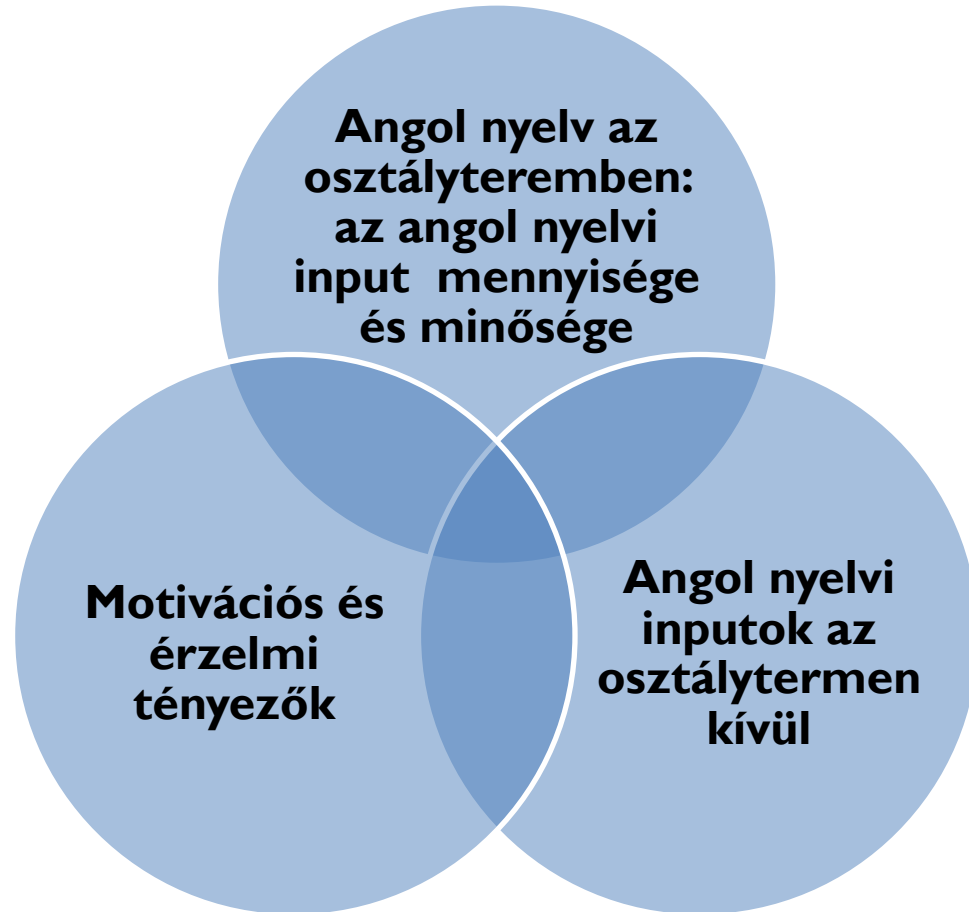 Angol nyelv az
osztályteremben:
az angol nyelvi
input mennyisége
és minősége
Motivációs és
érzelmi
tényezők
Angol nyelvi
inputok az
osztálytermen
kívül